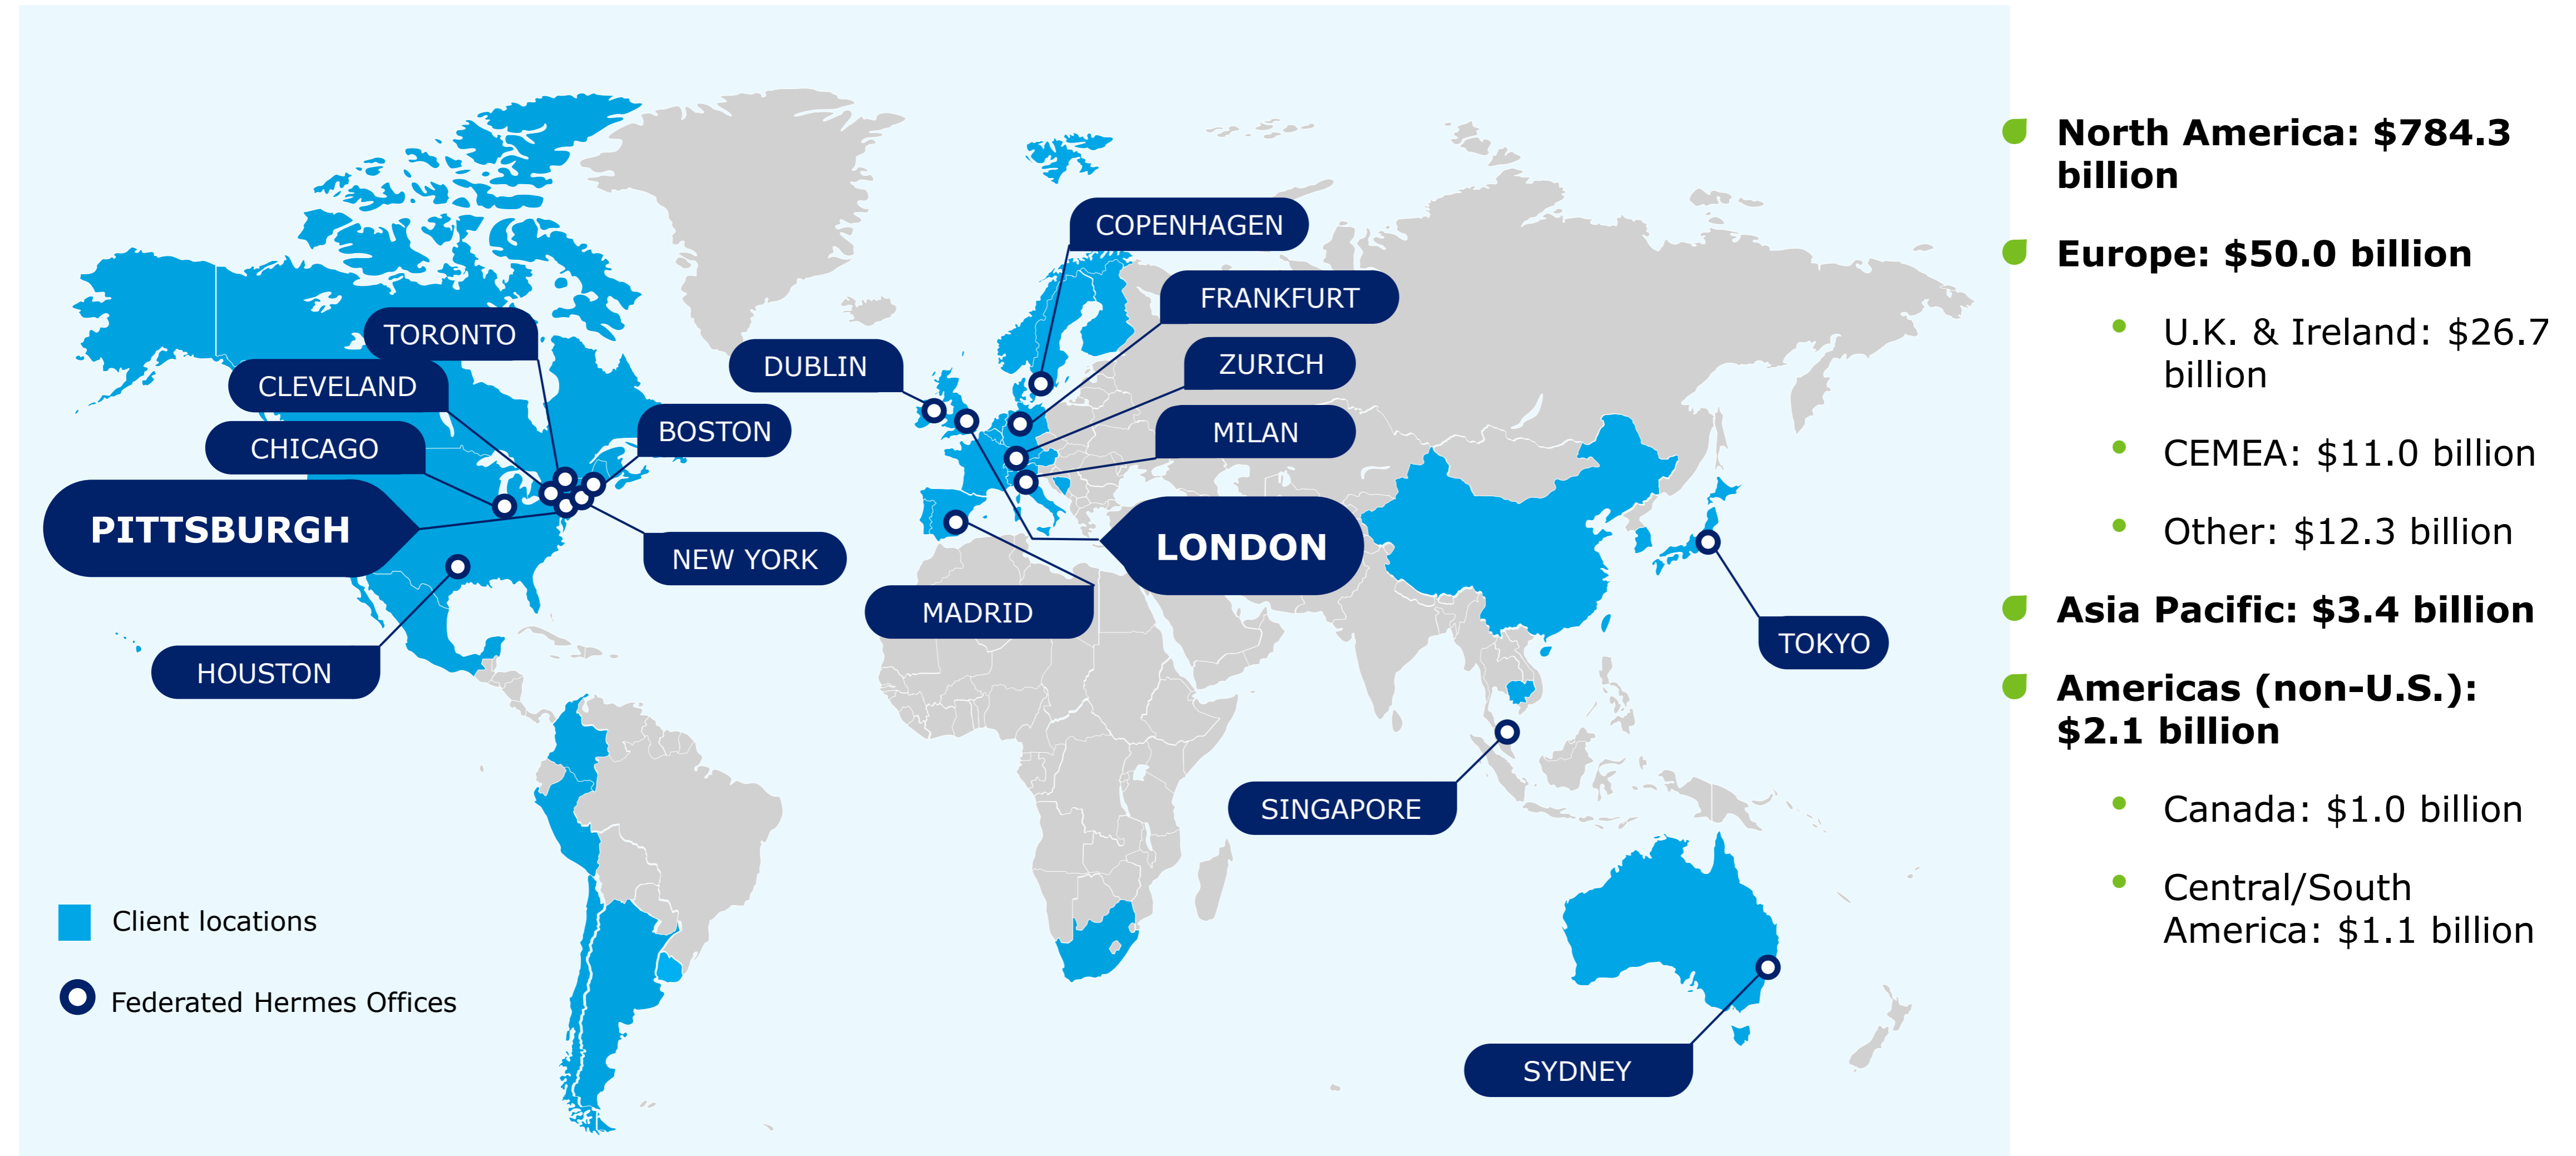 COPENHAGEN
FRANKFURT
TORONTO
DUBLIN
ZURICH
CLEVELAND
BOSTON
MILAN
CHICAGO
PITTSBURGH
LONDON
NEW YORK
MADRID
TOKYO
HOUSTON
SINGAPORE
SYDNEY
Client locations
Federated Hermes Offices
North America: $784.3
billion
Europe: $50.0 billion
U.K. & Ireland: $26.7
billion
CEMEA: $11.0 billion
Other: $12.3 billion
Asia Pacific: $3.4 billion
Americas (non-U.S.):
$2.1 billion
Canada: $1.0 billion
Central/South
America: $1.1 billion